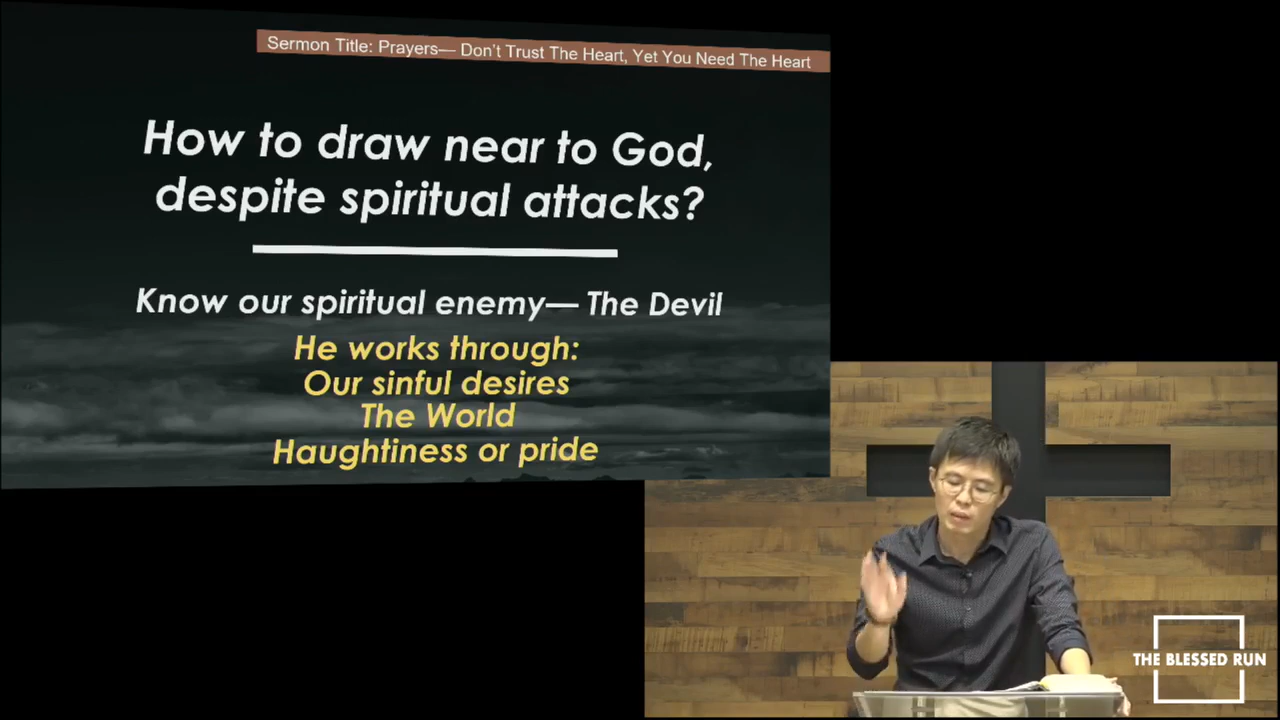 Sermon Title: Prayers— Don't Trust The Heart, Yet You Need The Heart
How to draw near to God,
despite spiritual attacks?
Know our spiritual enemy— The Devil
He works through:
Our sinful desires
The World
Haughtiness or pride
THE BLESSED RUN